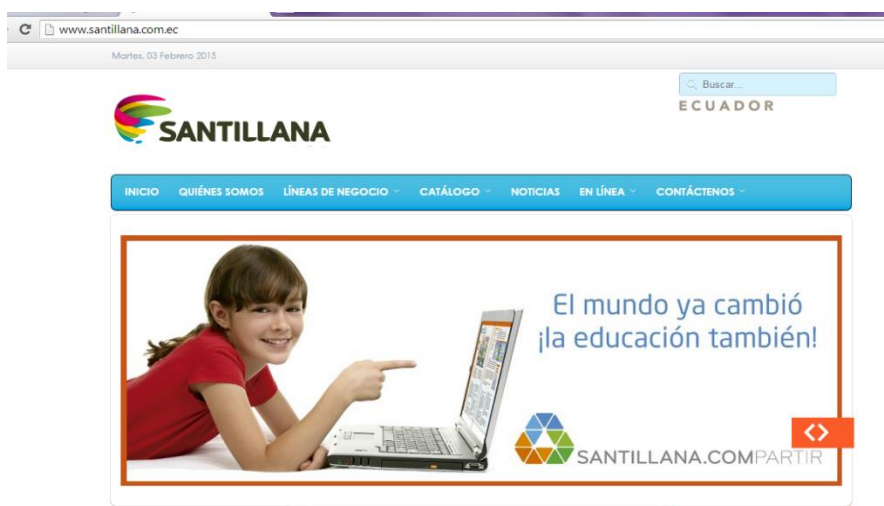 www.santillana.com.ec
Martes, 03 Febrero 2015
Buscar...
ECUADOR
SANTILLANA
INICIO QUIÉNES SOMOS LÍNEAS DE NEGOCIO CATÁLOGO NOTICIAS EN LÍNEA CONTÁCTENOS
El mundo ya cambió
¡la educación también!
SANTILLANA.COMPARTIR